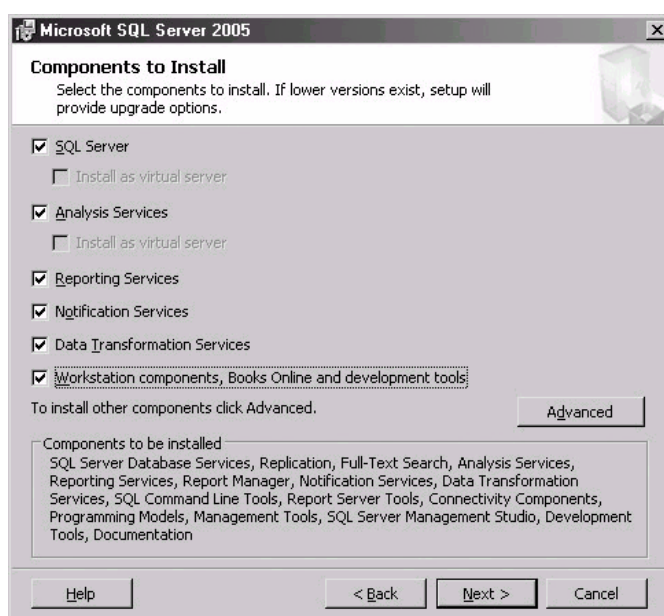 Microsoft SQL Server 2005
Components to Install
Select the components to install. If lower versions exist, setup will
provide upgrade options.
SQL Server
Install as virtual server
Analysis Services
Install as virtual server
Reporting Services
Notification Services
Data Transformation Services
Workstation components, Books Online and development tools
To install other components click Advanced.
Advanced
Components to be installed
SQL Server Database Services, Replication, Full-Text Search, Analysis Services,
Reporting Services, Report Manager, Notification Services, Data Transformation
Services, SQL Command Line Tools, Report Server Tools, Connectivity Components,
Programming Models, Management Tools, SQL Server Management Studio, Development
Tools, Documentation
Help
< Back
Next >
Cancel